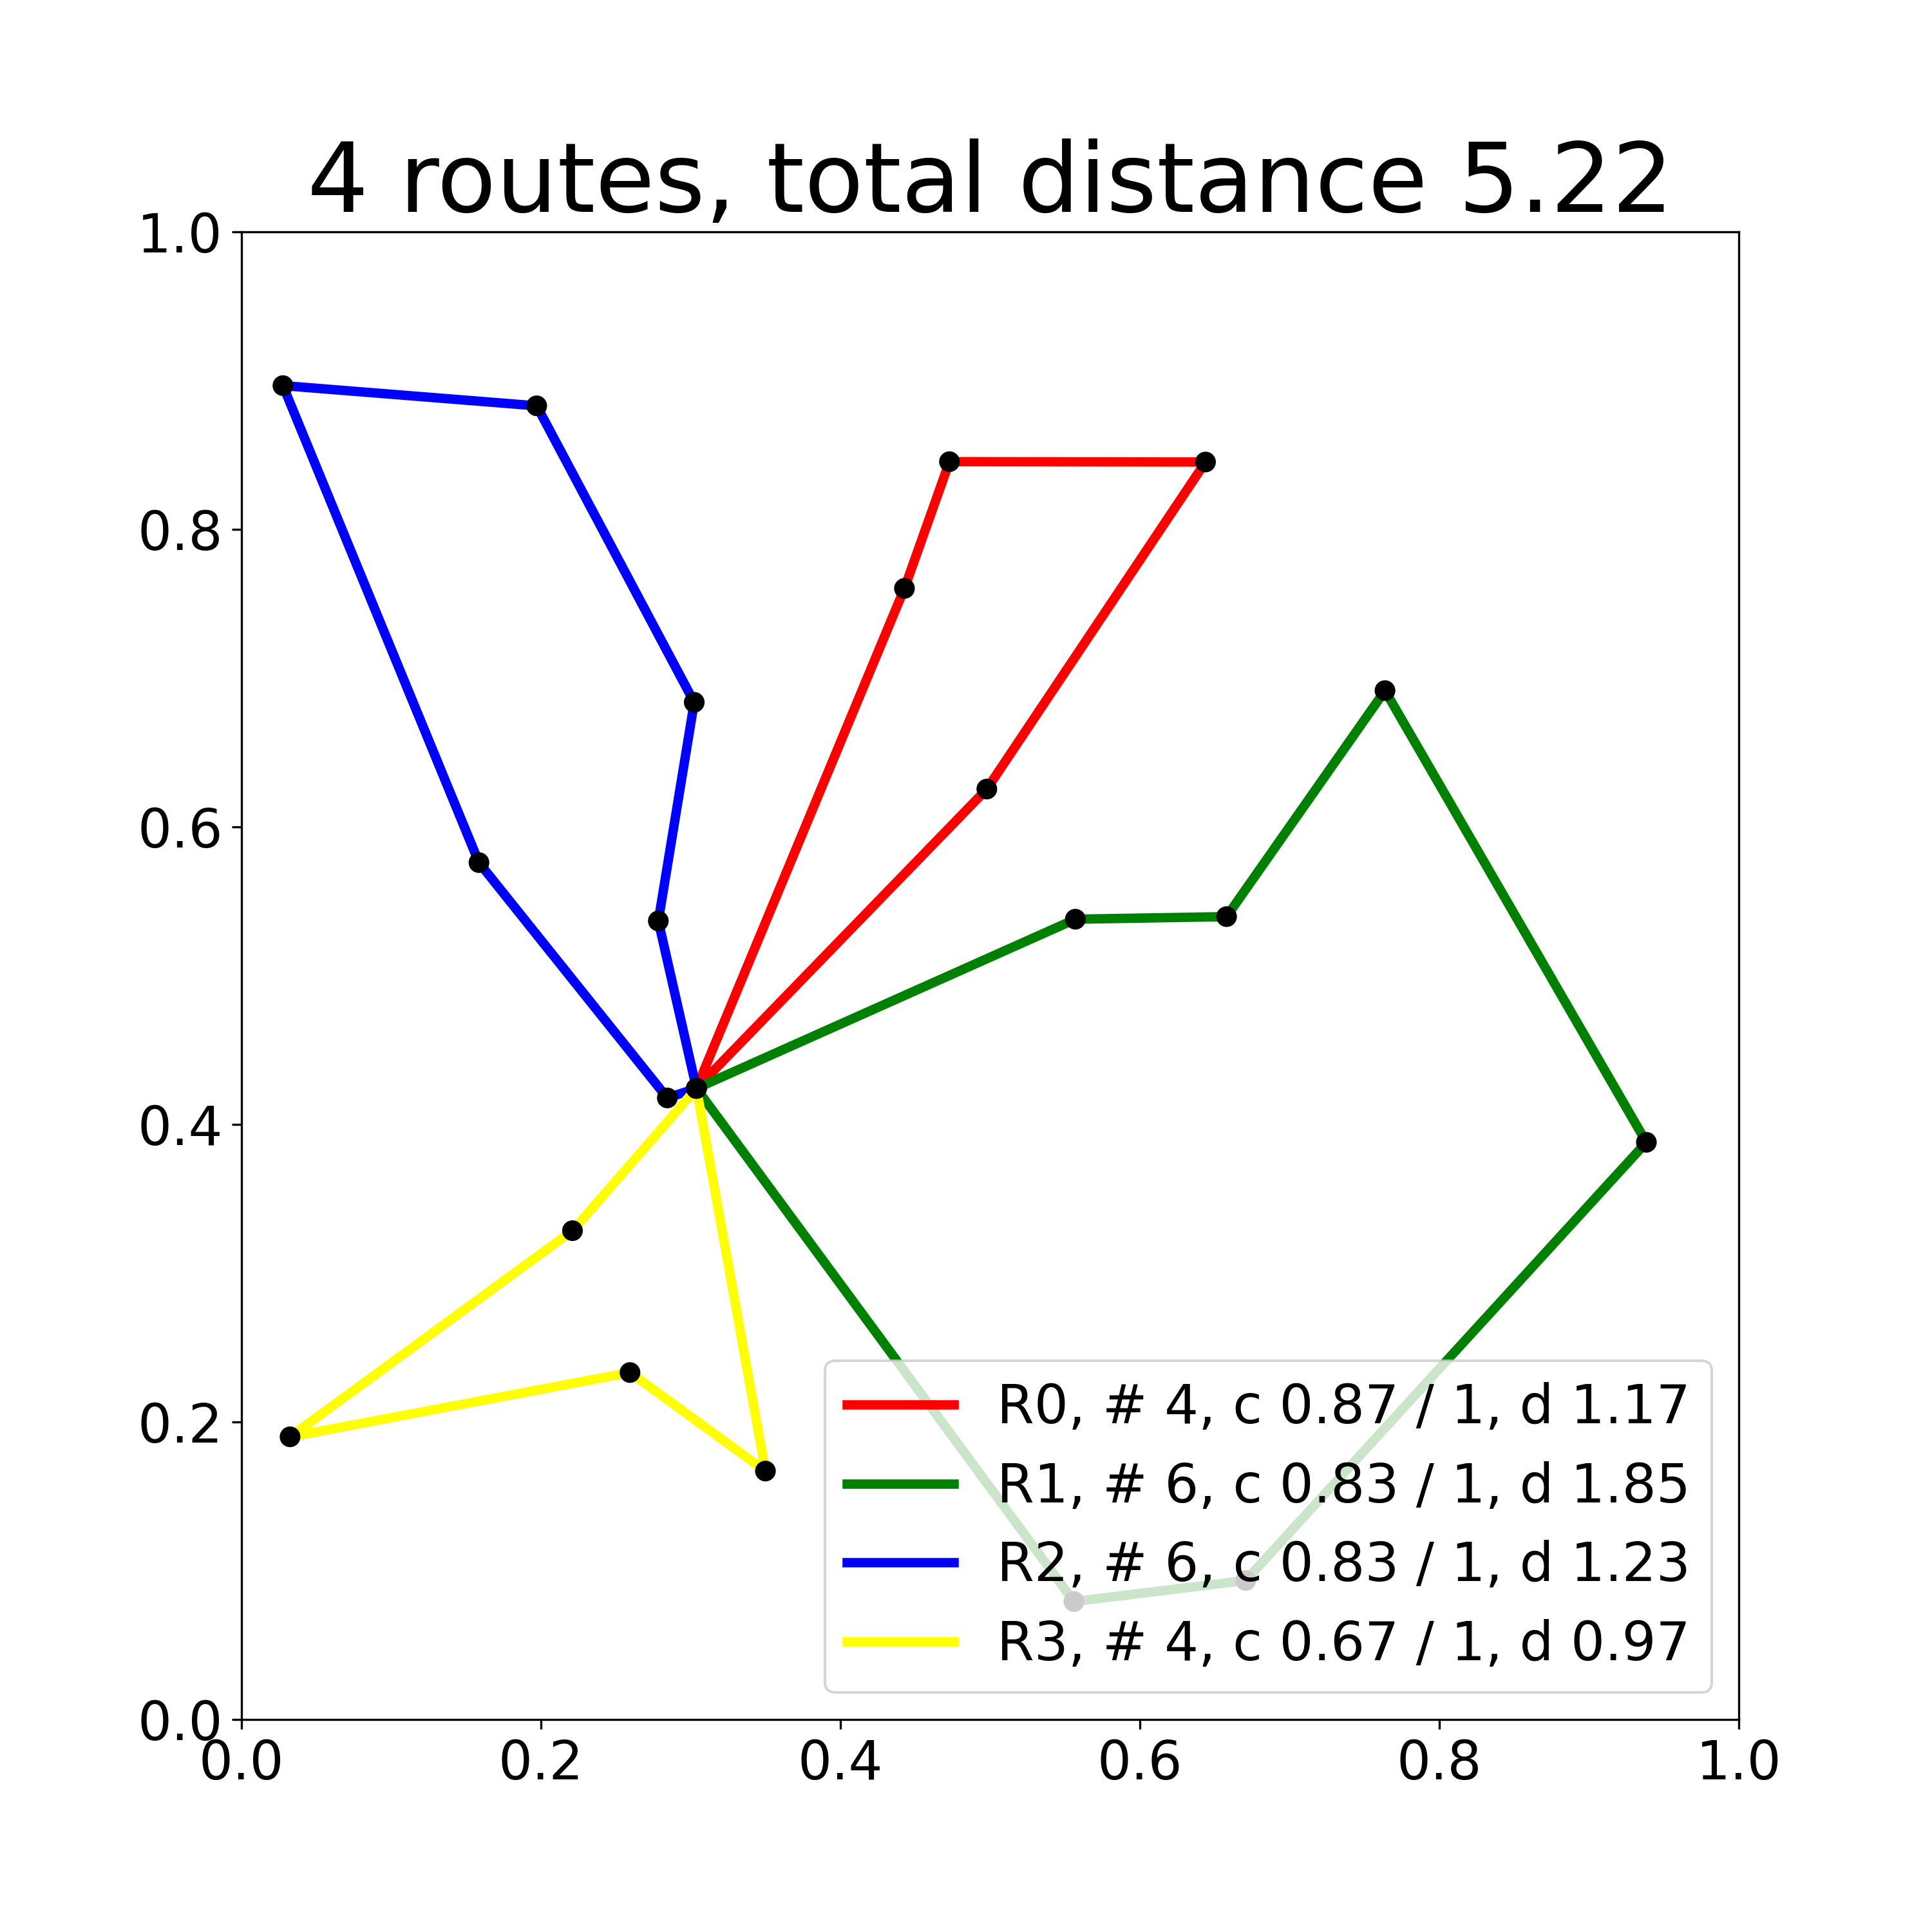 4 routes, total distance 5.22
1.0
0.8
0.6
0.4
0.2
0.0
0.0 0.2 0.4 0.6 0.8 1.0
R0, # 4, c 0.87 / 1, d 1.17
R1, # 6, c 0.83 / 1, d 1.85
R2, # 6, c 0.83 / 1, d 1.23
R3, # 4, c 0.67 / 1, d 0.97